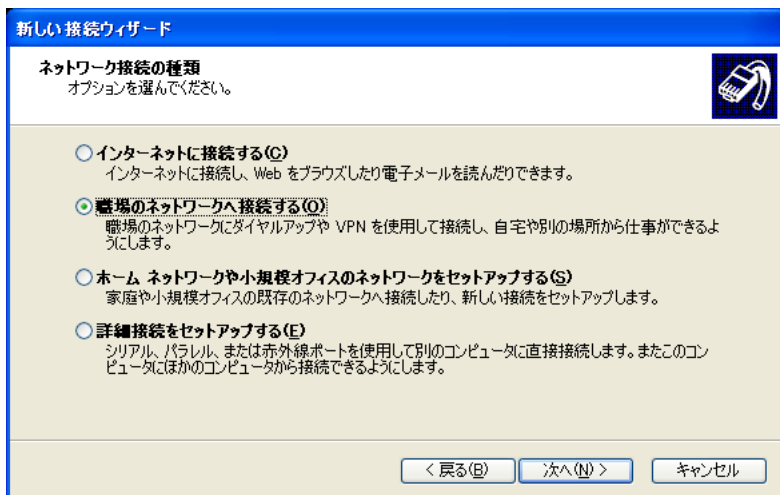 新しい接続ウィザード
ネットワーク接続の種類
オプションを選んでください。
インターネットに接続する(C)
インターネットに接続し、Web をブラウズしたり電子メールを読んだりできます。
職場のネットワークへ接続する(O)
職場のネットワークにダイヤルアップや VPN を使用して接続し、自宅や別の場所から仕事ができるよ
うにします。
ホーム ネットワークや小規模オフィスのネットワークをセットアップする(S)
家庭や小規模オフィスの既存のネットワークへ接続したり、新しい接続をセットアップします。
詳細接続をセットアップする(E)
シリアル、パラレル、または赤外線ポートを使用して別のコンピュータに直接接続します。またこのコン
ピュータにほかのコンピュータから接続できるようにします。
< 戻る(B) 次へ(N) > キャンセル